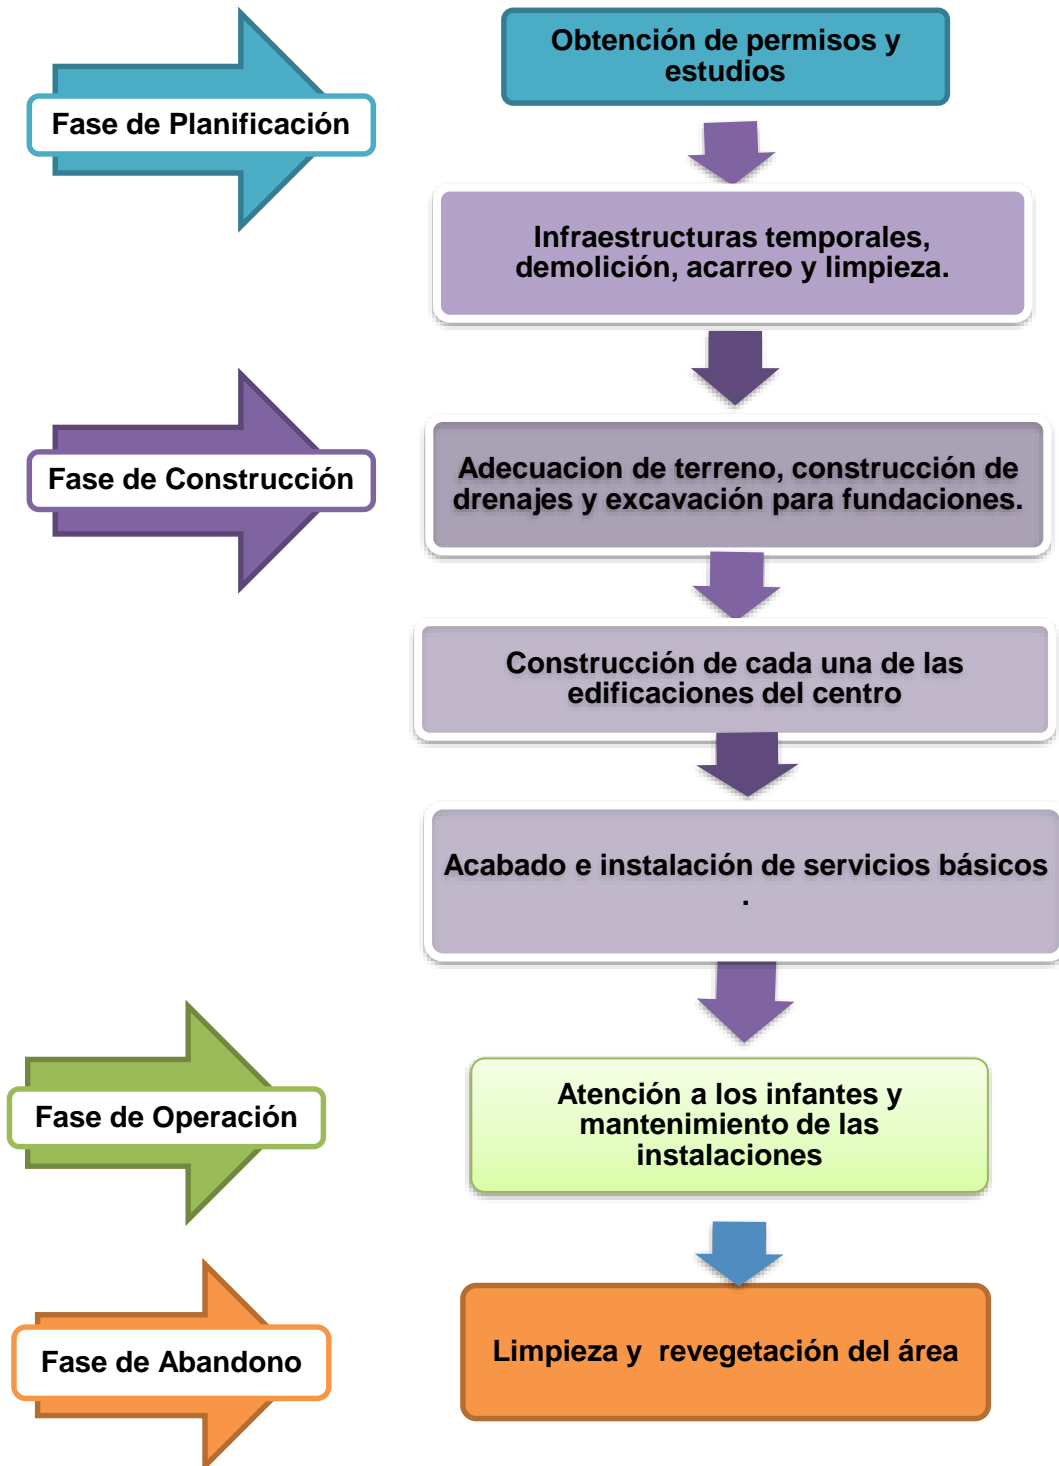 Obtención de permisos y
estudios
Fase de Planificación
Infraestructuras temporales,
demolición, acarreo y limpieza.
Fase de Construcción
Adecuacion de terreno, construcción de
drenajes y excavación para fundaciones.
Construcción de cada una de las
edificaciones del centro
Acabado e instalación de servicios básicos
.
Fase de Operación
Atención a los infantes y
mantenimiento de las
instalaciones
Fase de Abandono
Limpieza y  revegetación del área